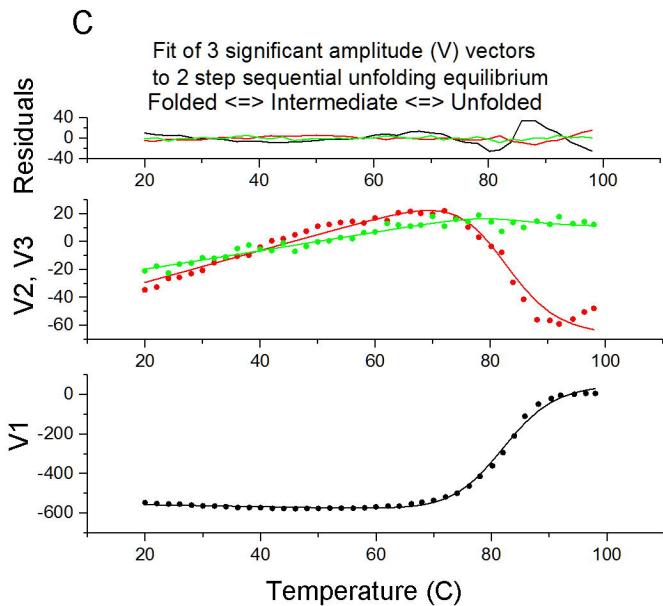 C
Fit of 3 significant amplitude (V) vectors
to 2 step sequential unfolding equilibrium
Folded <=> Intermediate <=> Unfolded
Residuals
40
0
-40
20 40 60 80 100
V2, V3
20
0
-20
-40
-60
20 40 60 80 100
V1
0
-200
-400
-600
20 40 60 80 100
Temperature (C)